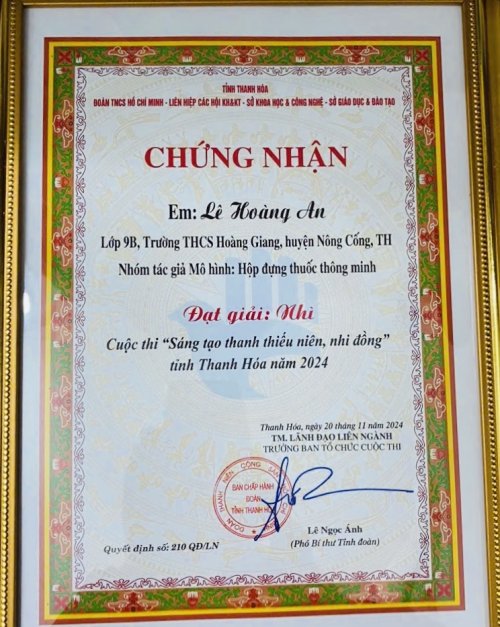 TỈNH THANH HÓA
ĐOÀN TNCS HỒ CHÍ MINH - LIÊN HIỆP CÁC HỘI KH&KT - SỞ KHOA HỌC & CÔNG NGHỆ - SỞ GIÁO DỤC & ĐÀO TẠO
CHỨNG NHẬN
Em: Lê Hoàng An
Lớp 9B, Trường THCS Hoàng Giang, huyện Nông Cống, TH
Nhóm tác giả Mô hình: Hộp đựng thuốc thông minh
Đạt giải: Nhì
Cuộc thi “Sáng tạo thanh thiếu niên, nhi đồng”
tỉnh Thanh Hóa năm 2024
Thanh Hóa, ngày 20 tháng 11 năm 2024
TM. LÃNH ĐẠO LIÊN NGÀNH
TRƯỞNG BAN TỔ CHỨC CUỘC THI
BAN CHẤP HÀNH
ĐOÀN
TỈNH THANH HÓA
Lê Ngọc Ánh
(Phó Bí thư Tỉnh đoàn)
Quyết định số: 210 QĐ/LN